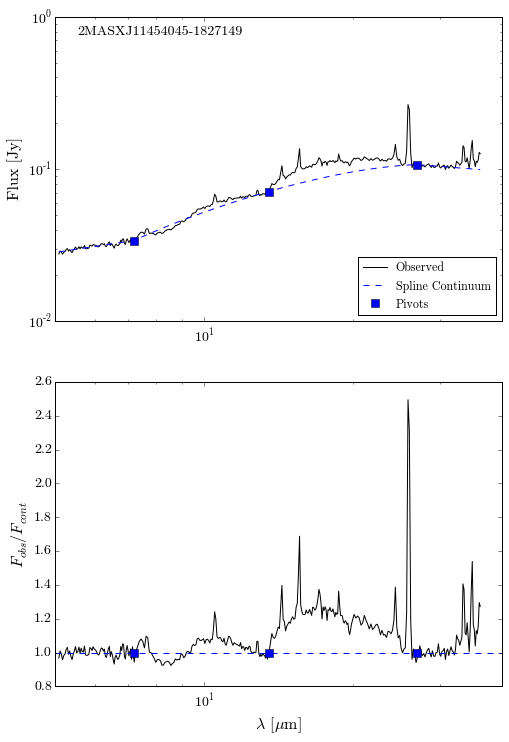 10^0
2MASXJ11454045-1827149
Flux [Jy]
10^-1
Observed
Spline Continuum
Pivots
10^-2
10^1
2.6
2.4
2.2
2.0
1.8
F_obs/F_cont
1.6
1.4
1.2
1.0
0.8
10^1
λ [μm]